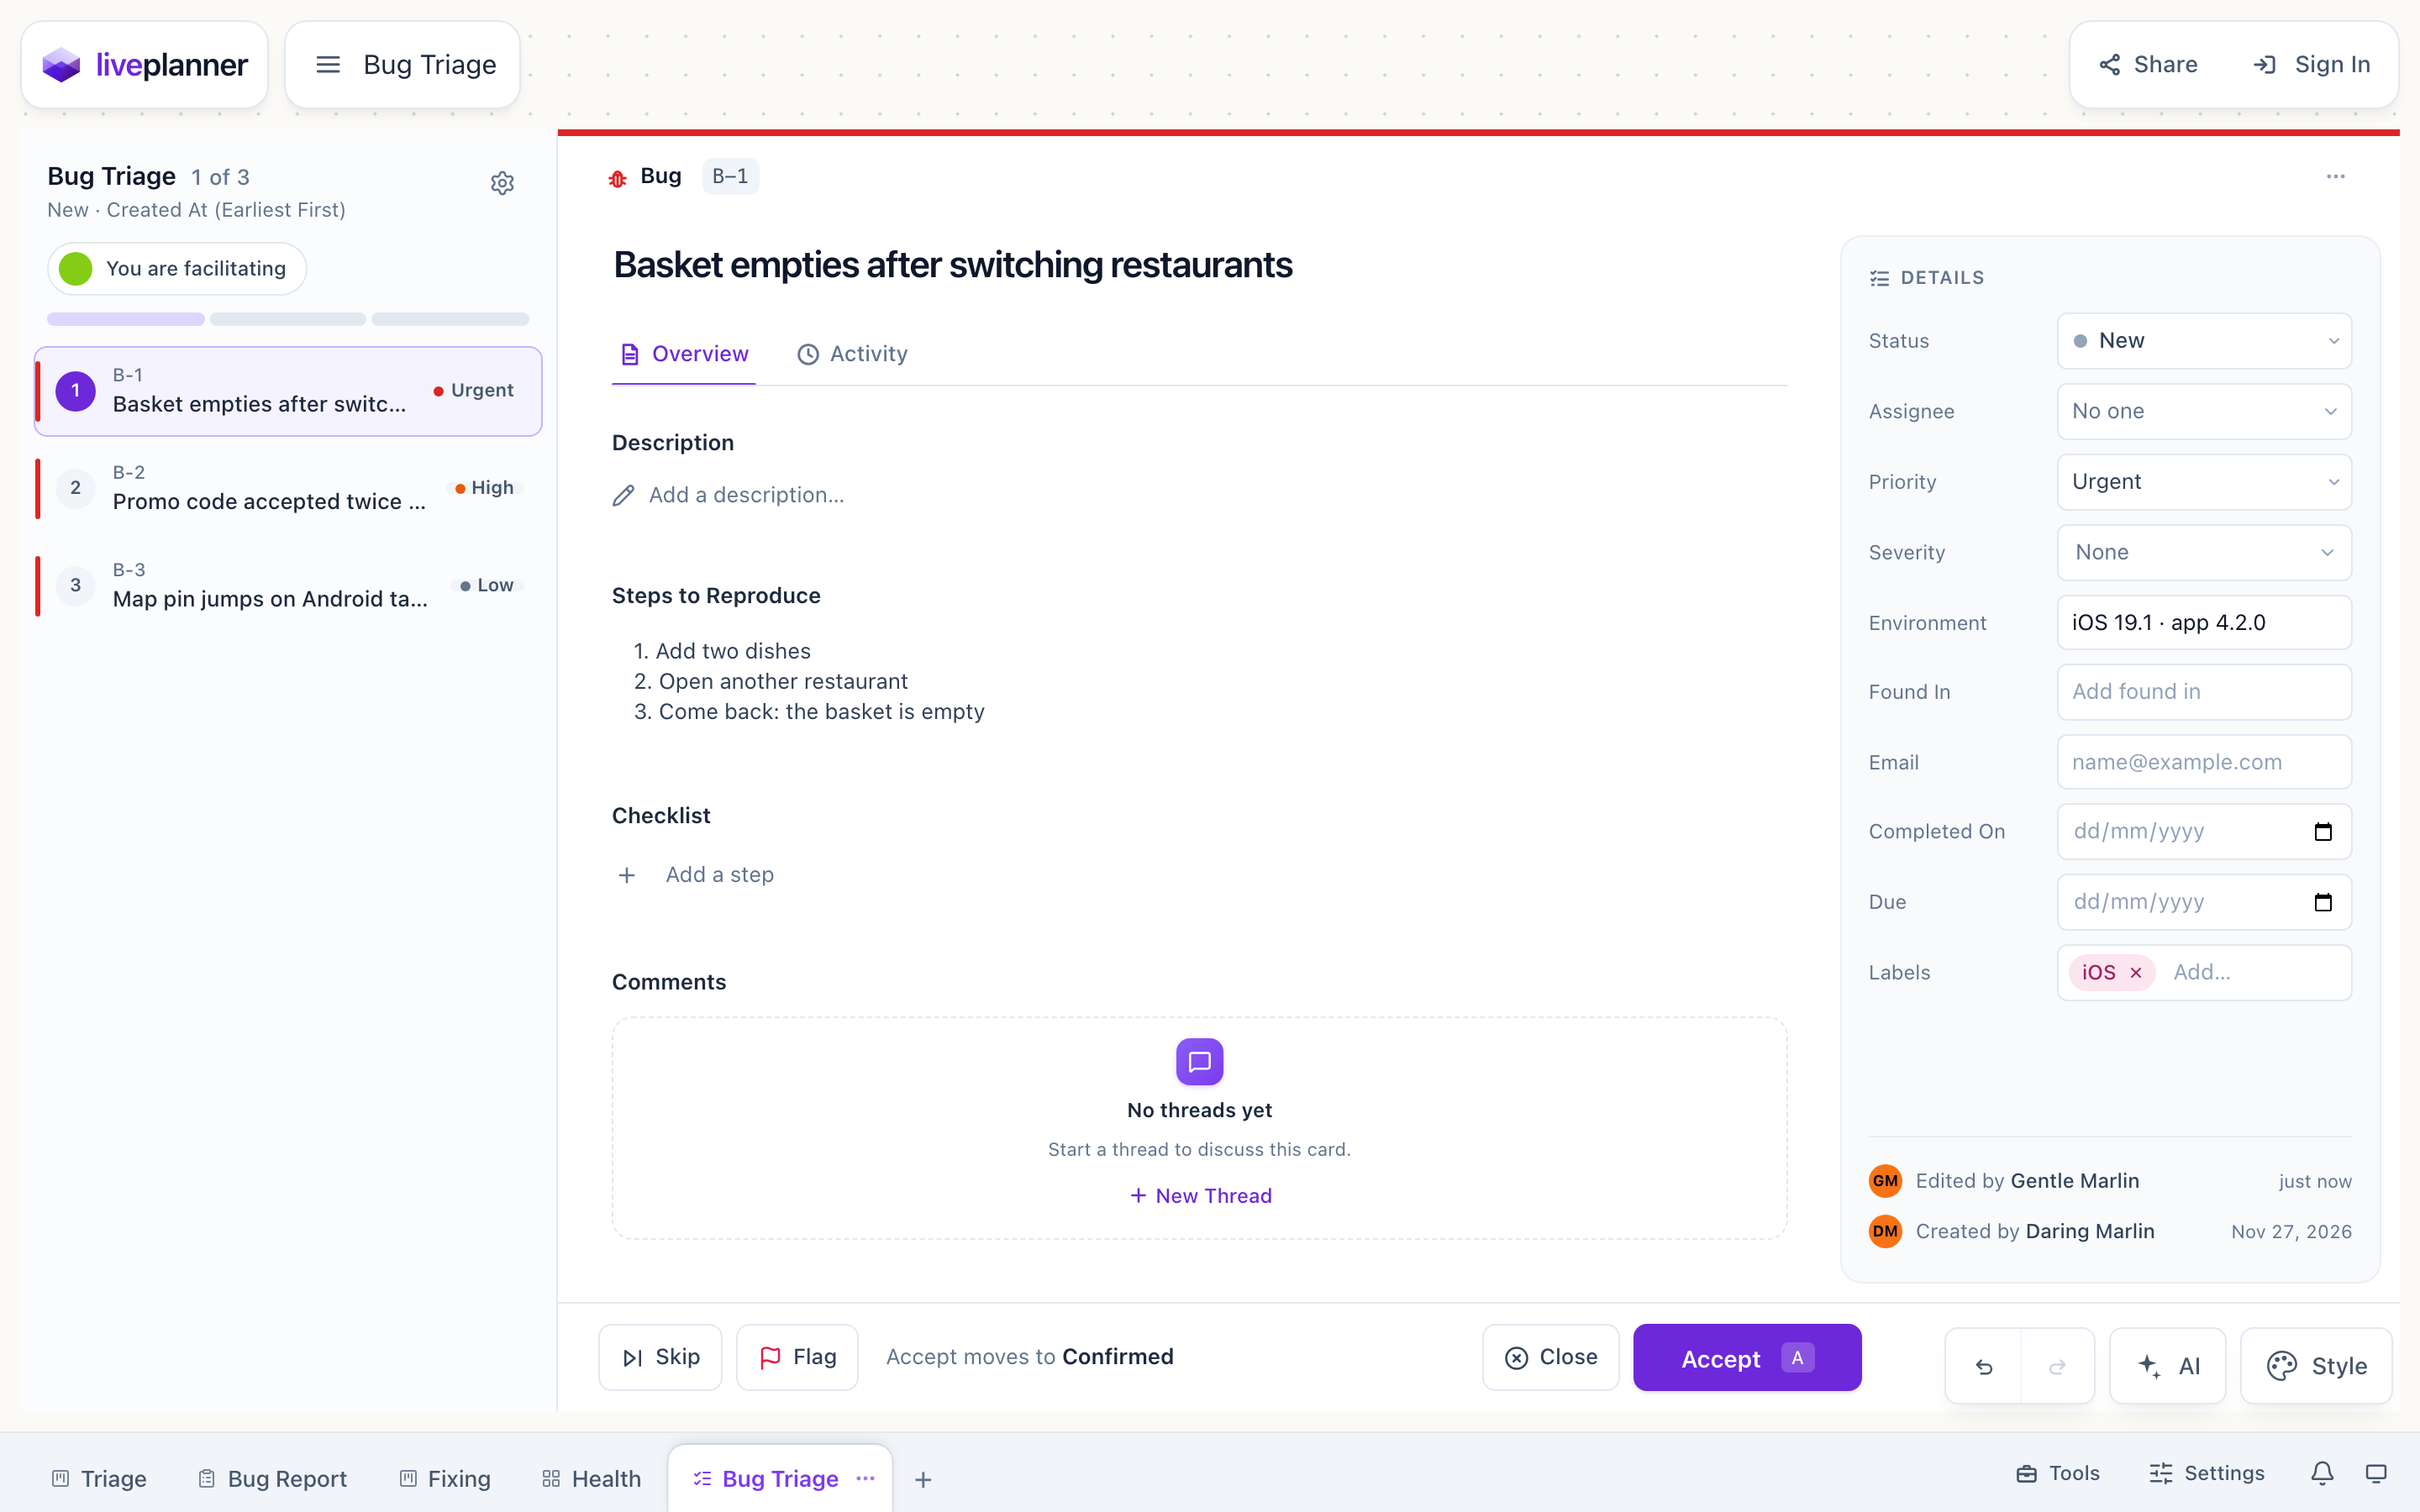 liveplanner
Bug Triage
Share
Sign In
Bug Triage 1 of 3
New · Created At (Earliest First)
You are facilitating
1
B-1
Basket empties after switc...
Urgent
2
B-2
Promo code accepted twice ...
High
3
B-3
Map pin jumps on Android ta...
Low
Bug B-1
Basket empties after switching restaurants
Overview
Activity
Description
Add a description...
Steps to Reproduce
1. Add two dishes
2. Open another restaurant
3. Come back: the basket is empty
Checklist
Add a step
Comments
No threads yet
Start a thread to discuss this card.
+ New Thread
DETAILS
Status New
Assignee No one
Priority Urgent
Severity None
Environment iOS 19.1 · app 4.2.0
Found In Add found in
Email name@example.com
Completed On dd/mm/yyyy
Due dd/mm/yyyy
Labels iOS × Add...
GM Edited by Gentle Marlin just now
DM Created by Daring Marlin Nov 27, 2026
Skip
Flag
Accept moves to Confirmed
Close
Accept A
AI
Style
Triage
Bug Report
Fixing
Health
Bug Triage
Tools
Settings